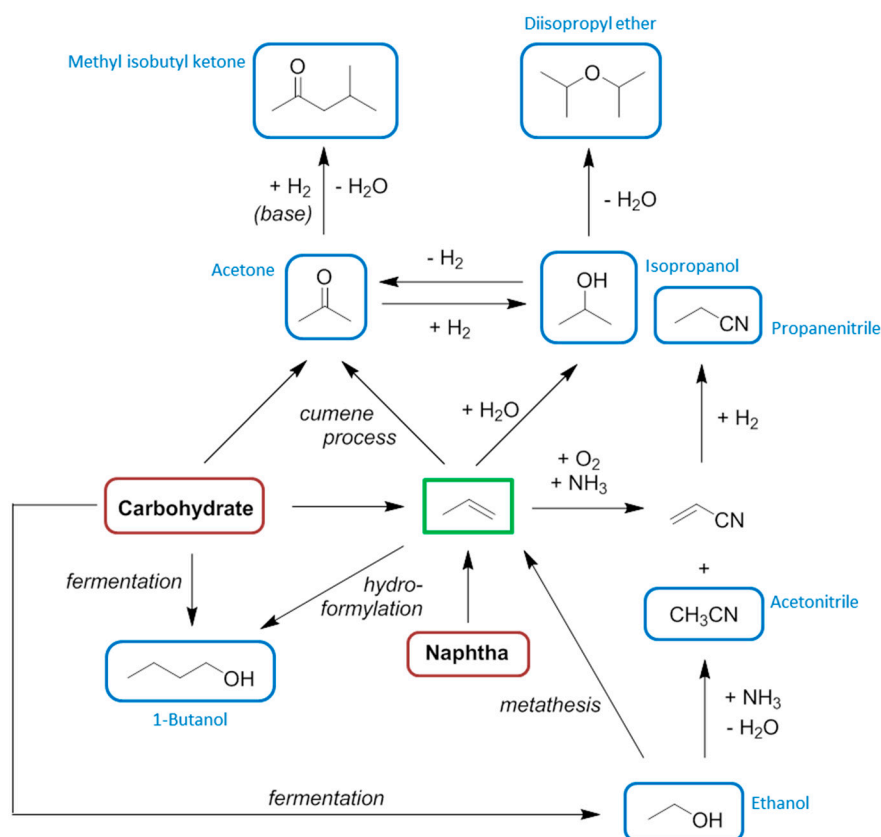 Diisopropyl ether
Methyl isobutyl ketone
O
O
+ H₂
(base)
- H₂O
- H₂O
Acetone
O
- H₂
+ H₂
OH
Isopropanol
CN
Propanenitrile
cumene
process
+ H₂O
+ H₂
+ O₂
+ NH₃
Carbohydrate
CN
+
fermentation
hydro-
formylation
CH₃CN
Acetonitrile
OH
1-Butanol
Naphtha
metathesis
+ NH₃
- H₂O
fermentation
OH
Ethanol